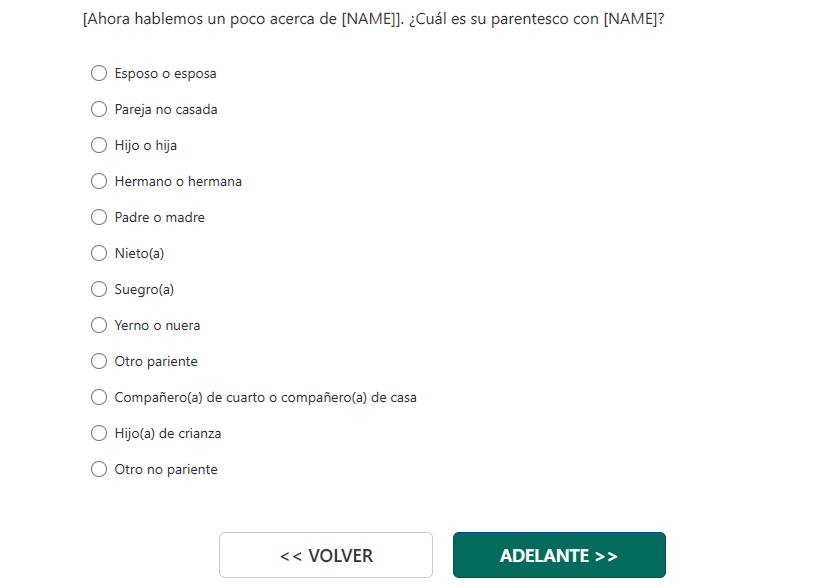 [Ahora hablemos un poco acerca de [NAME]]. ¿Cuál es su parentesco con [NAME]?
Esposo o esposa
Pareja no casada
Hijo o hija
Hermano o hermana
Padre o madre
Nieto(a)
Suegro(a)
Yerno o nuera
Otro pariente
Compañero(a) de cuarto o compañero(a) de casa
Hijo(a) de crianza
Otro no pariente
<< VOLVER
ADELANTE >>